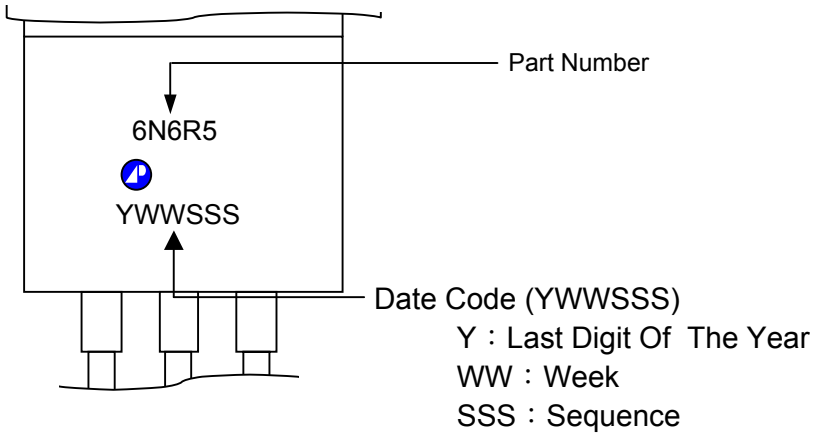 Part Number
6N6R5
YWWSSS
Date Code (YWWSSS)
Y：Last Digit Of The Year
WW：Week
SSS：Sequence